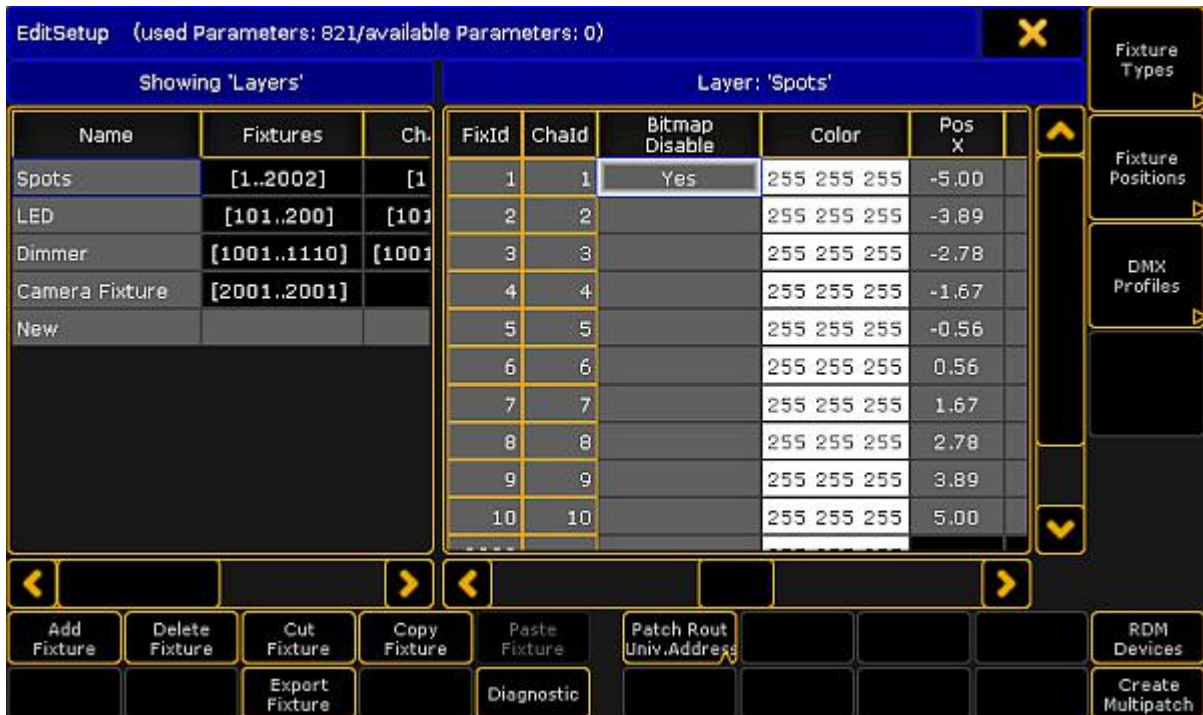 EditSetup (used Parameters: 821/available Parameters: 0)
Fixture
Types
Showing 'Layers'
Layer: 'Spots'
Name Fixtures FixId ChaId Bitmap Disable Color Pos X
Spots [1..2002] [1 1 1 Yes 255 255 255 -5.00
LED [101..200] [101 2 2 255 255 255 -3.89
Dimmer [1001..1110] [1001 3 3 255 255 255 -2.78
Camera Fixture [2001..2001] 4 4 255 255 255 -1.67
New 5 5 255 255 255 -0.56
6 6 255 255 255 0.56
7 7 255 255 255 1.67
8 8 255 255 255 2.78
9 9 255 255 255 3.89
10 10 255 255 255 5.00
Fixture
Positions
DMX
Profiles
Add Fixture
Delete Fixture
Cut Fixture
Copy Fixture
Paste Fixture
Patch Rout Univ.Address
RDM Devices
Export Fixture
Diagnostic
Create Multipatch